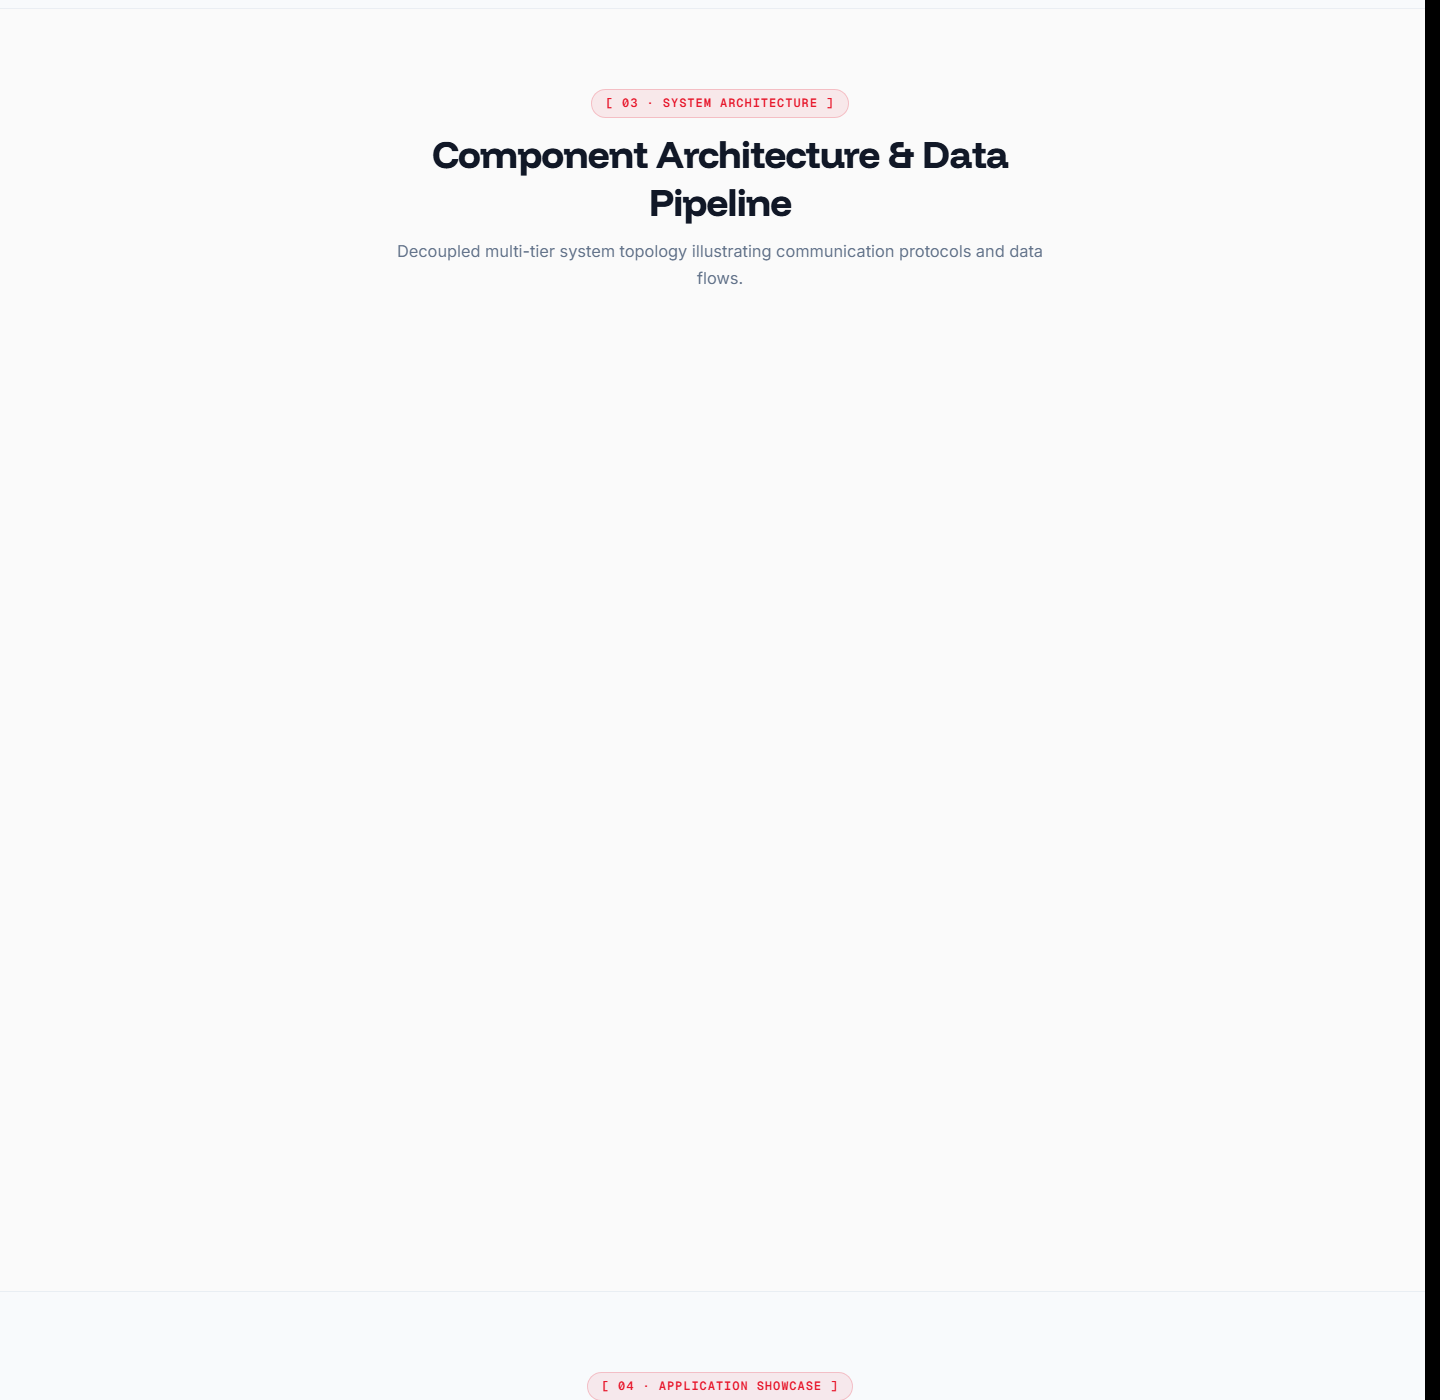 [ 03 · SYSTEM ARCHITECTURE ]
Component Architecture & Data
Pipeline
Decoupled multi-tier system topology illustrating communication protocols and data
flows.
[ 04 · APPLICATION SHOWCASE ]